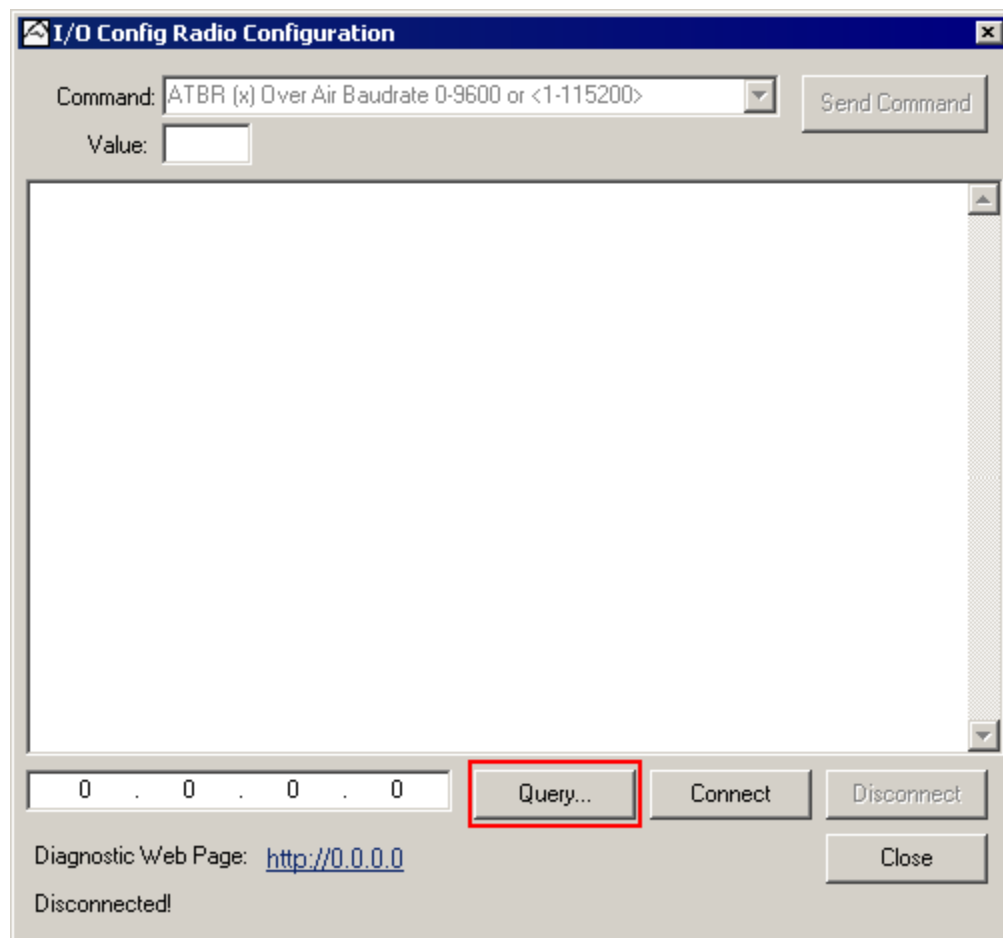 I/O Config Radio Configuration
Command: ATBR (x) Over Air Baudrate 0-9600 or <1-115200>
Send Command
Value:
0 . 0 . 0 . 0
Query...
Connect
Disconnect
Diagnostic Web Page: http://0.0.0.0
Close
Disconnected!